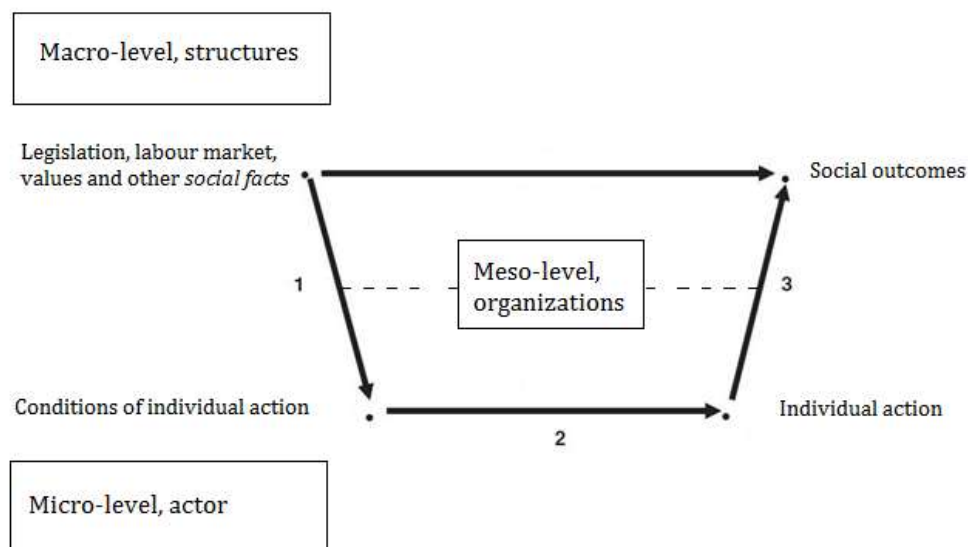 Macro-level, structures
Legislation, labour market,
values and other social facts
Social outcomes
Meso-level,
organizations
1
3
Conditions of individual action
Individual action
2
Micro-level, actor